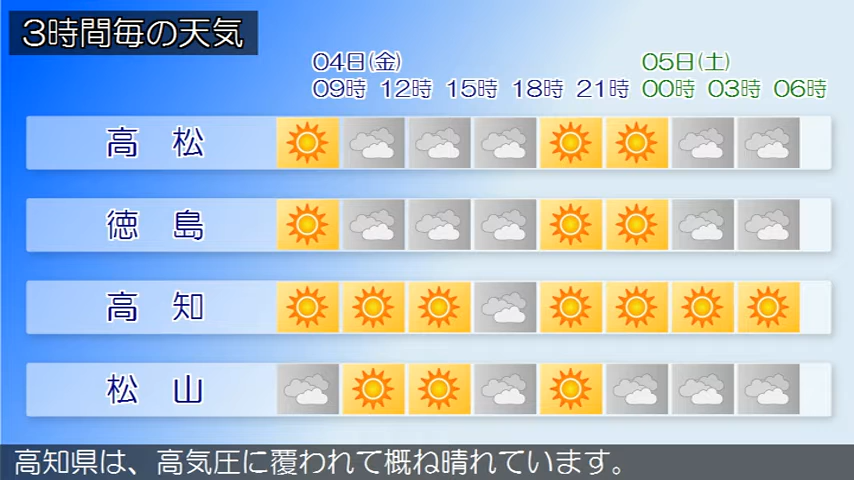 3時間毎の天気
04日(金) 05日(土)
09時 12時 15時 18時 21時 00時 03時 06時
高松
徳島
高知
松山
高知県は、高気圧に覆われて概ね晴れています。